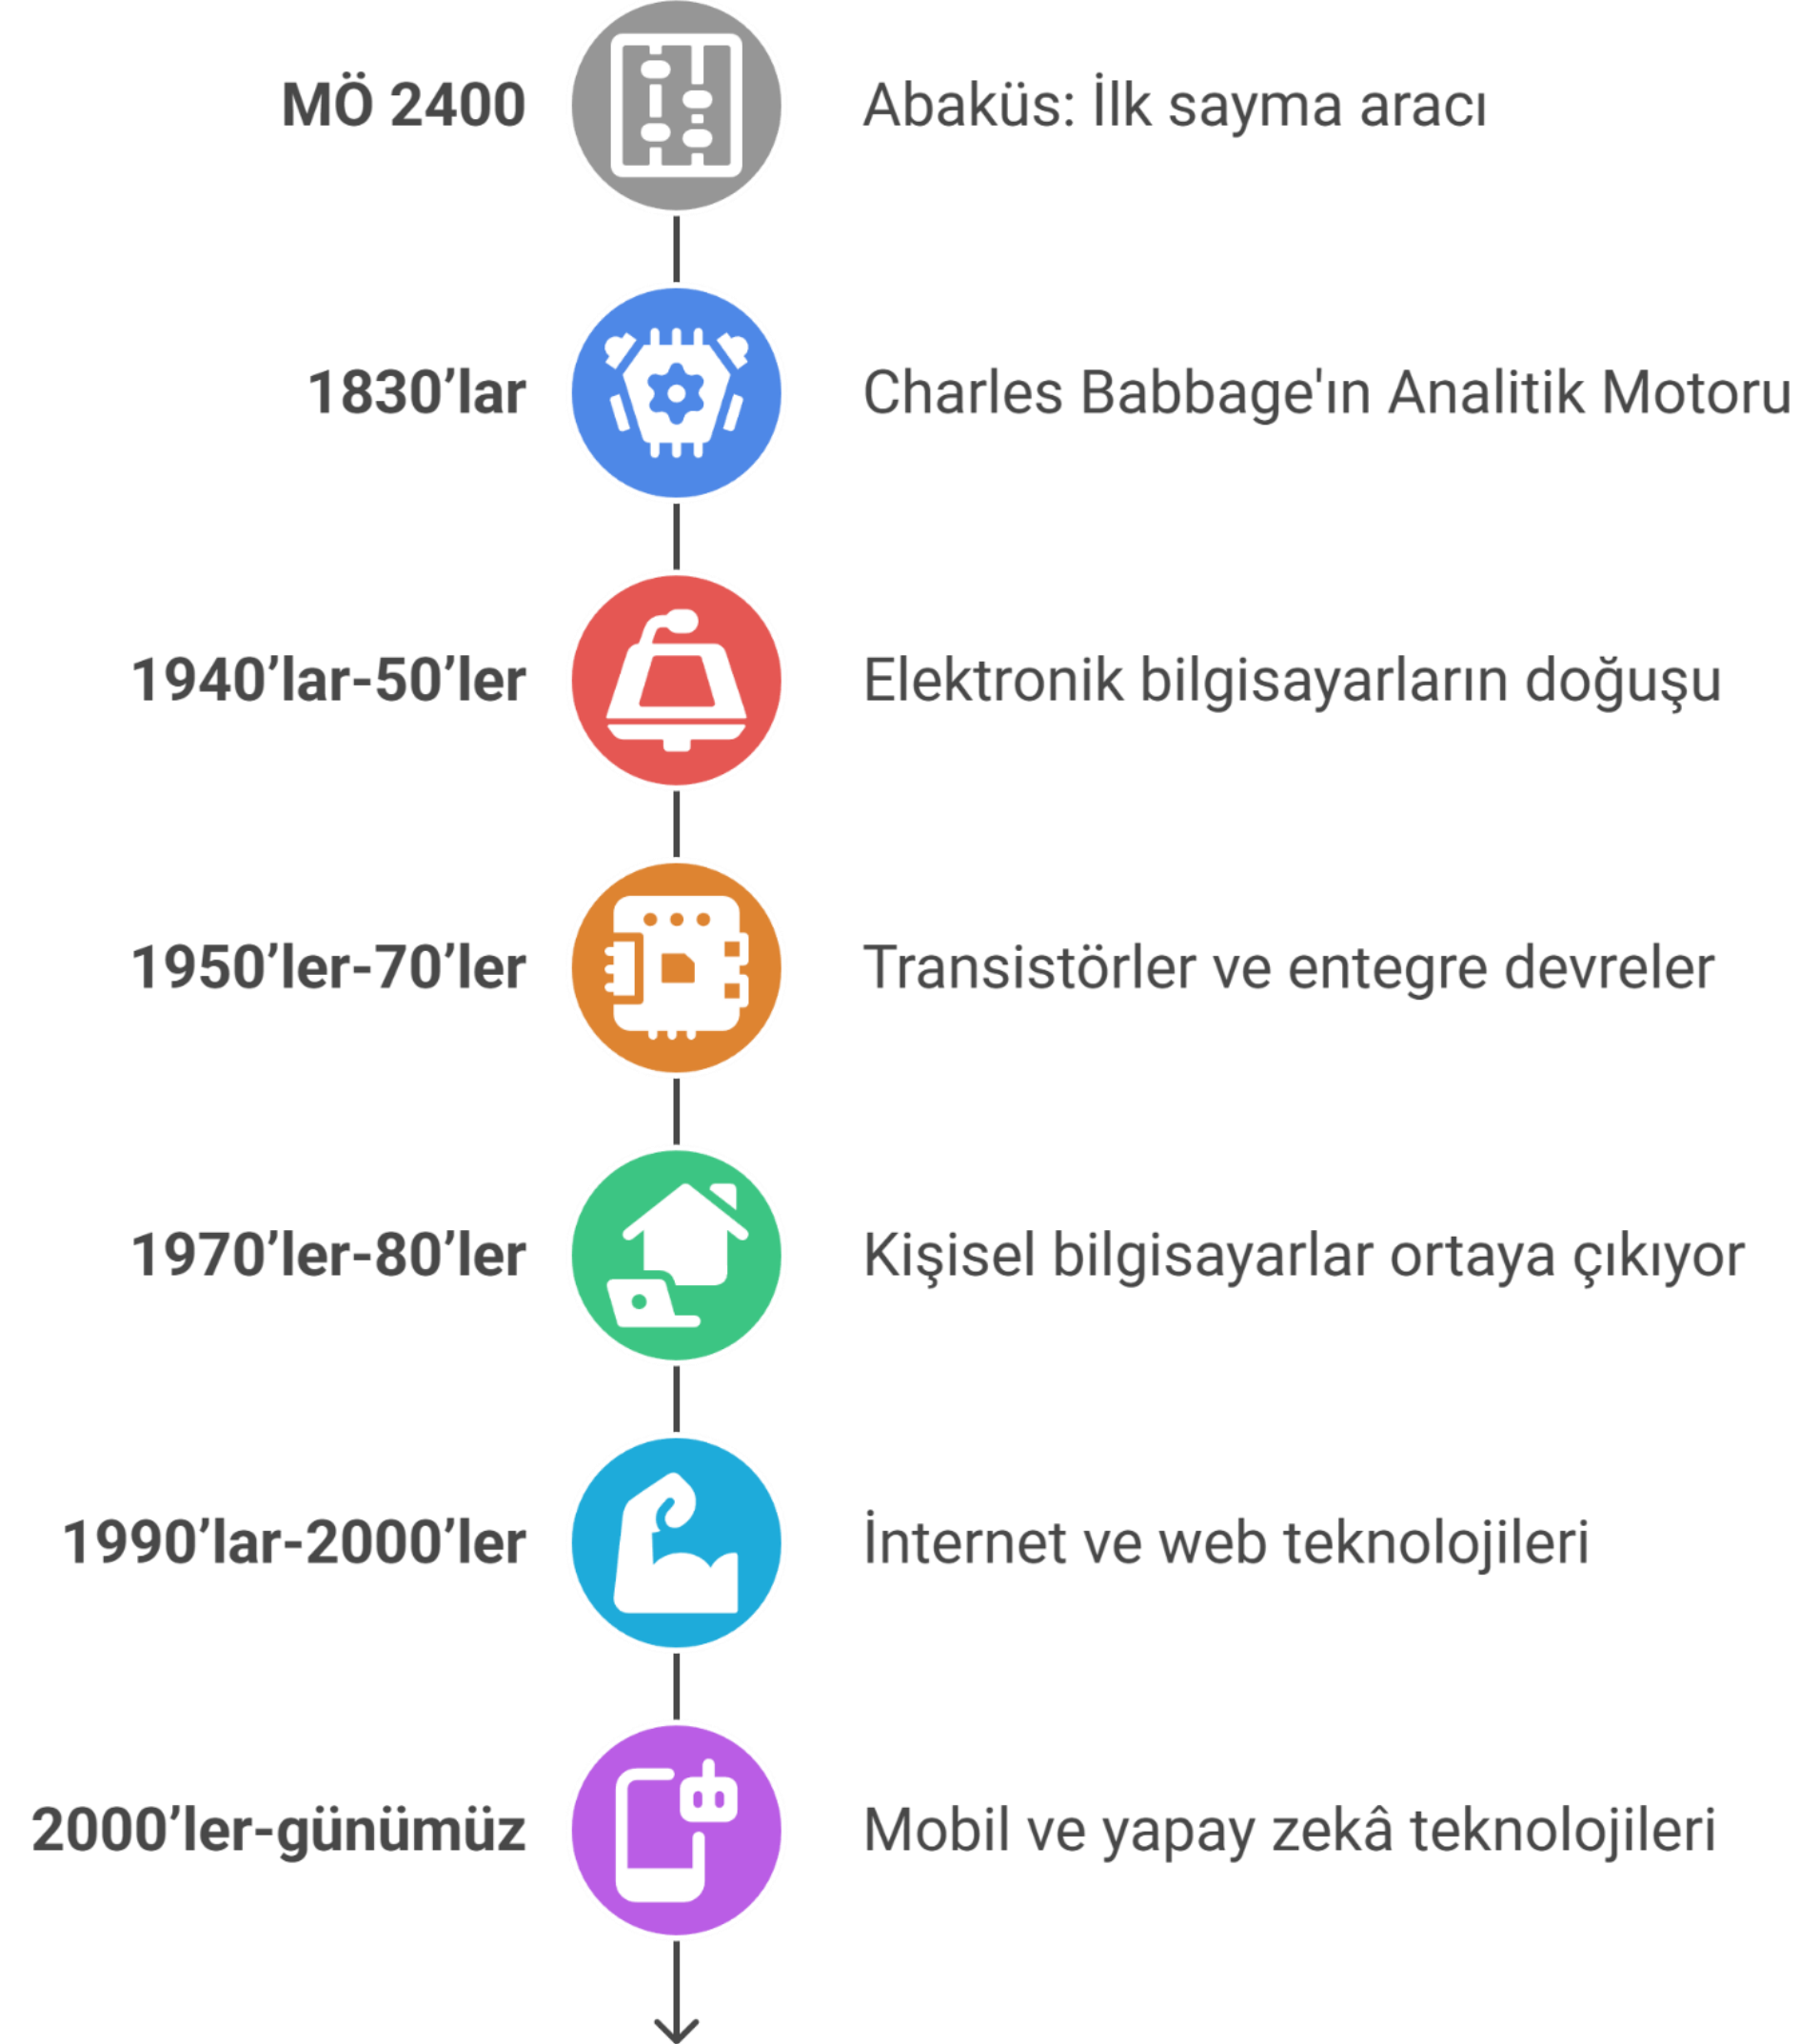 MÖ 2400
Abaküs: İlk sayma aracı
1830’lar
Charles Babbage'ın Analitik Motoru
1940’lar-50’ler
Elektronik bilgisayarların doğuşu
1950’ler-70’ler
Transistörler ve entegre devreler
1970’ler-80’ler
Kişisel bilgisayarlar ortaya çıkıyor
1990’lar-2000’ler
İnternet ve web teknolojileri
2000’ler-günümüz
Mobil ve yapay zekâ teknolojileri